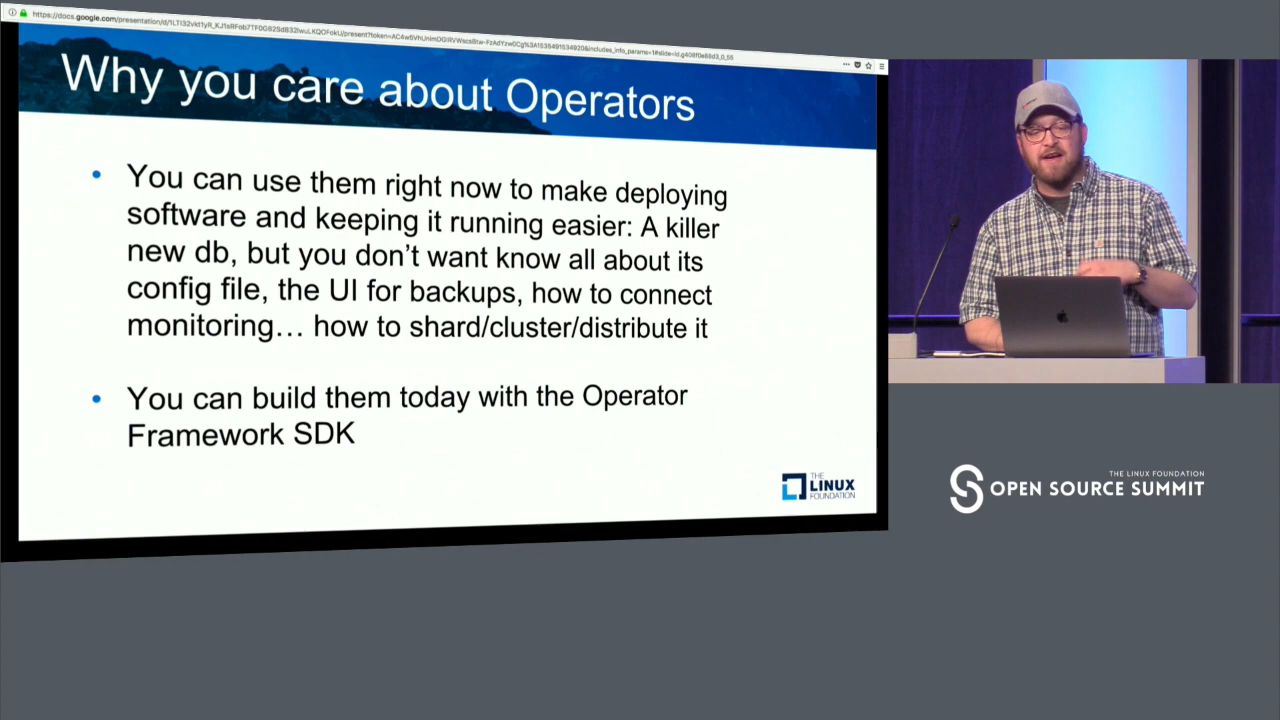 Why you care about Operators
• You can use them right now to make deploying
software and keeping it running easier: A killer
new db, but you don’t want know all about its
config file, the UI for backups, how to connect
monitoring… how to shard/cluster/distribute it
• You can build them today with the Operator
Framework SDK
THE
LINUX
FOUNDATION
THE LINUX FOUNDATION
OPEN SOURCE SUMMIT